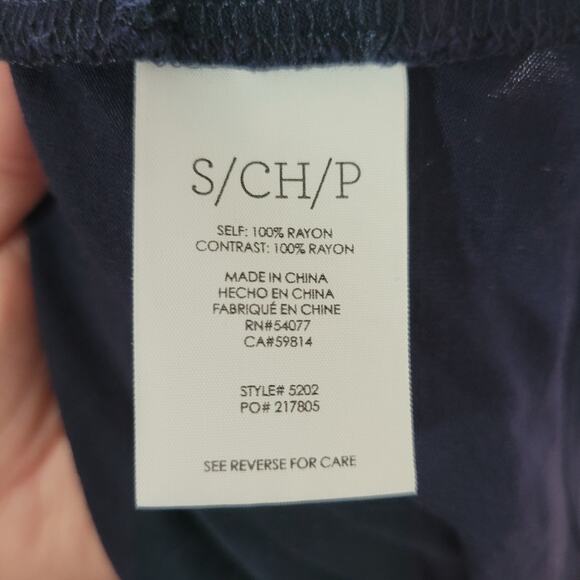 S/CH/P
SELF: 100% RAYON
CONTRAST: 100% RAYON
MADE IN CHINA
HECHO EN CHINA
FABRIQUÉ EN CHINE
RN#54077
CA#59814
STYLE# 5202
PO# 217805
SEE REVERSE FOR CARE